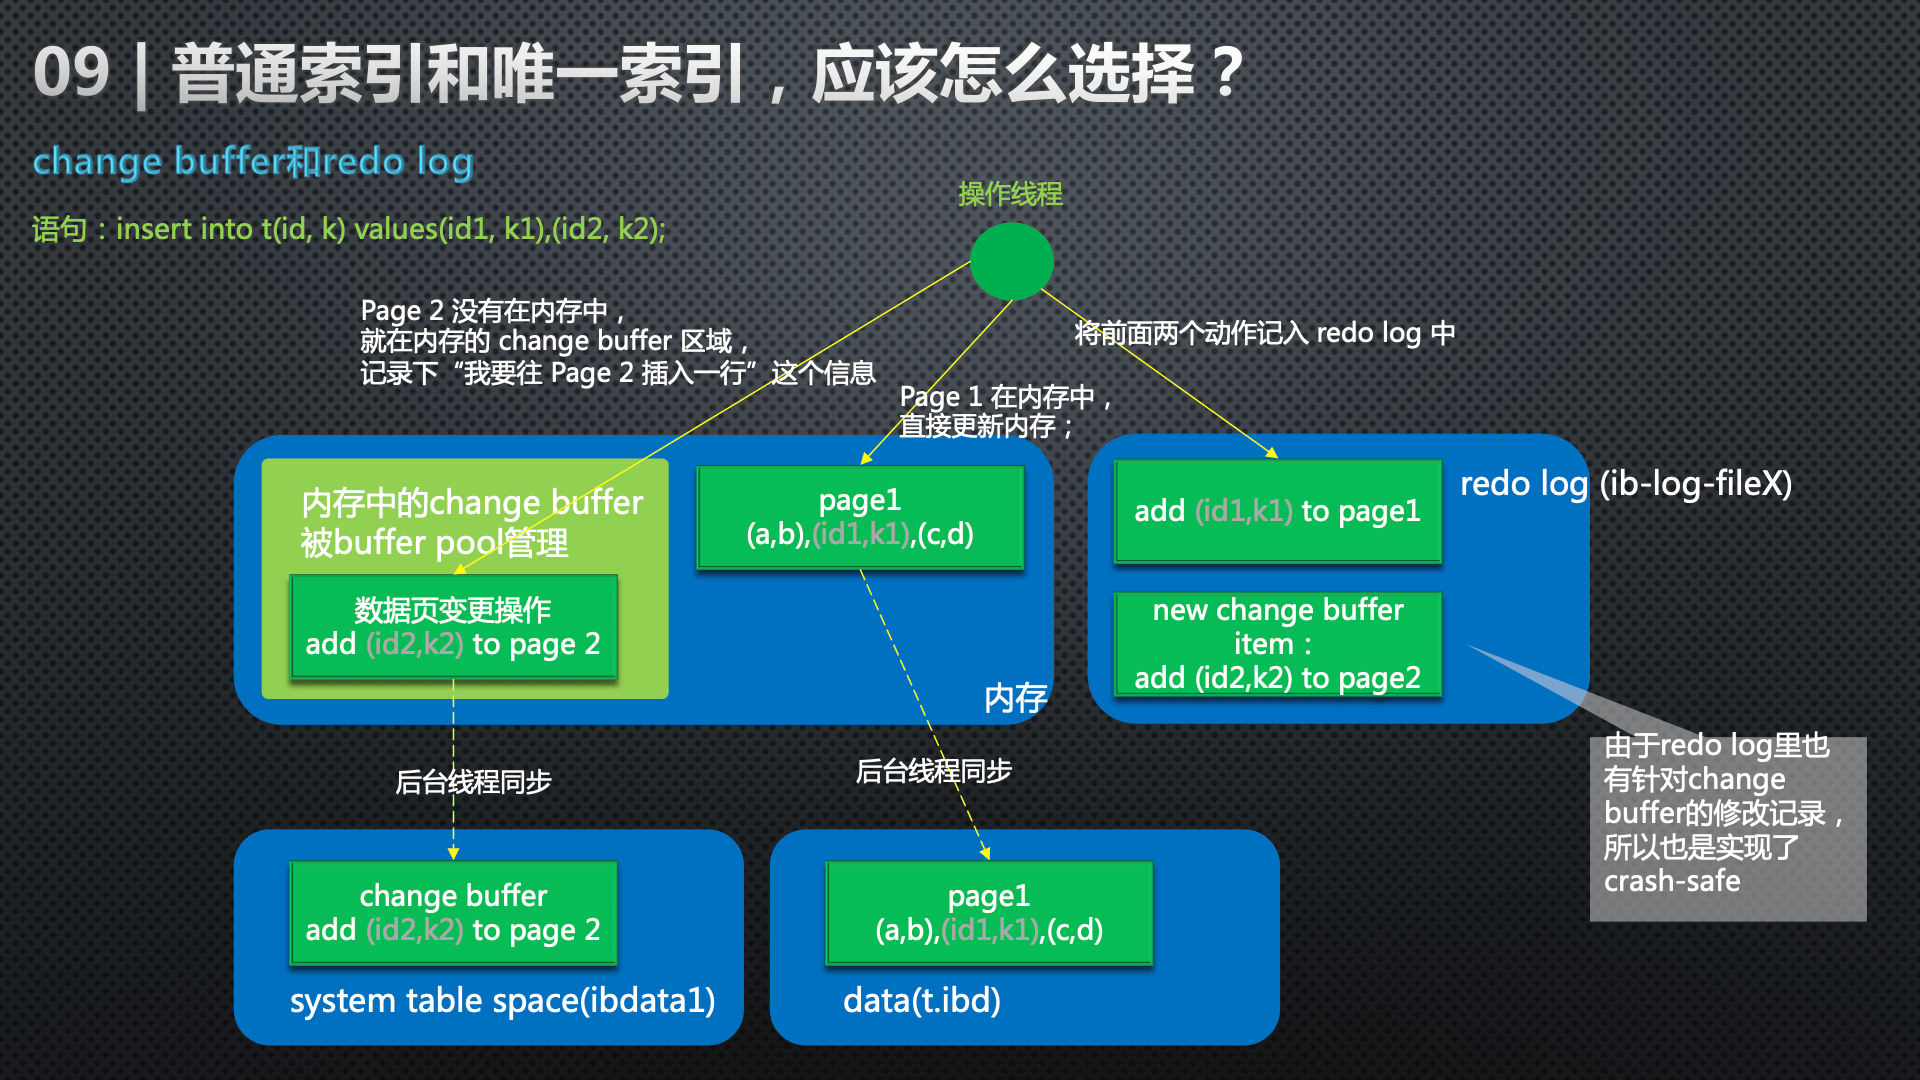 09 | 普通索引和唯一索引，应该怎么选择？
change buffer和redo log
语句：insert into t(id, k) values(id1, k1),(id2, k2);
操作线程
Page 2 没有在内存中，
就在内存的 change buffer 区域，
记录下“我要往 Page 2 插入一行”这个信息
Page 1 在内存中，
直接更新内存；
将前面两个动作记入 redo log 中
内存中的change buffer
被buffer pool管理
数据页变更操作
add (id2,k2) to page 2
page1
(a,b),(id1,k1),(c,d)
内存
add (id1,k1) to page1
redo log (ib-log-fileX)
new change buffer
item：
add (id2,k2) to page2
由于redo log里也
有针对change
buffer的修改记录，
所以也是实现了
crash-safe
后台线程同步
后台线程同步
change buffer
add (id2,k2) to page 2
system table space(ibdata1)
page1
(a,b),(id1,k1),(c,d)
data(t.ibd)